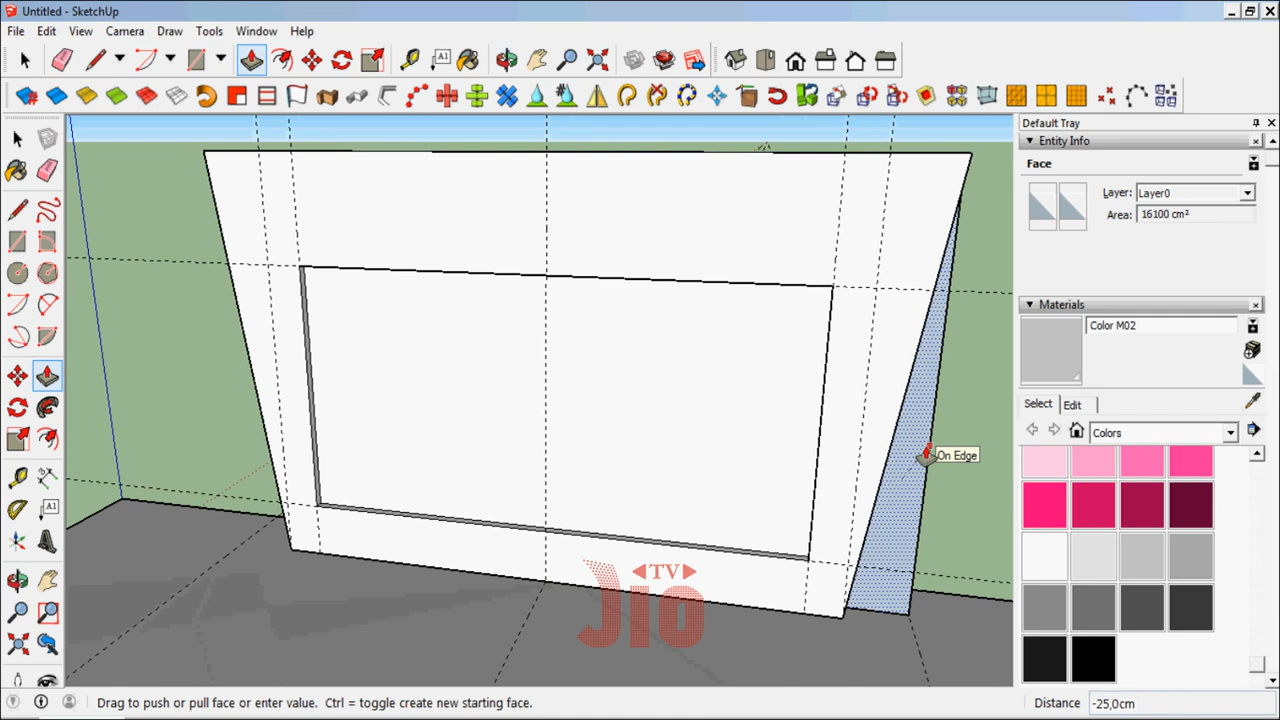 Untitled - SketchUp
File Edit View Camera Draw Tools Window Help
A1
Default Tray
Entity Info
Face
Layer: Layer0
Area: 16100 cm²
Materials
Color M02
Select Edit
Colors
On Edge
A1
TV
JIO
Drag to push or pull face or enter value. Ctrl = toggle create new starting face.
Distance -25,0cm